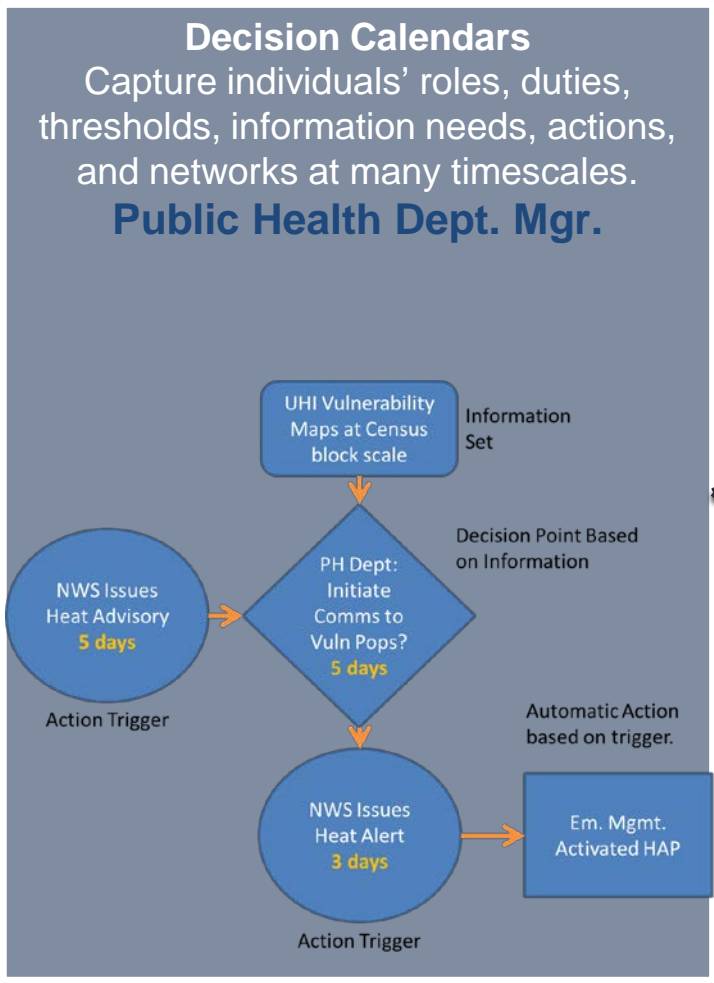 Decision Calendars
Capture individuals’ roles, duties,
thresholds, information needs, actions,
and networks at many timescales.
Public Health Dept. Mgr.
UHI Vulnerability
Maps at Census
block scale
Information
Set
Decision Point Based
on Information
PH Dept:
Initiate
Comms to
Vuln Pops?
5 days
NWS Issues
Heat Advisory
5 days
Action Trigger
Automatic Action
based on trigger.
NWS Issues
Heat Alert
3 days
Em. Mgmt.
Activated HAP
Action Trigger